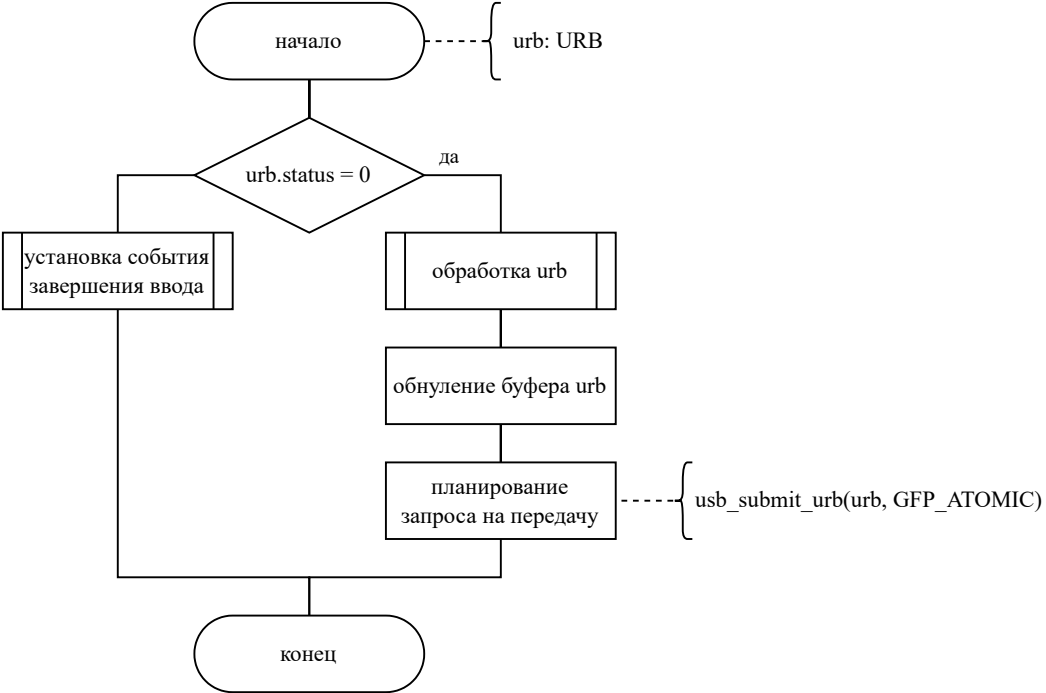 начало
urb: URB
да
urb.status = 0
установка события
завершения ввода
обработка urb
обнуление буфера urb
планирование
запроса на передачу
usb_submit_urb(urb, GFP_ATOMIC)
конец